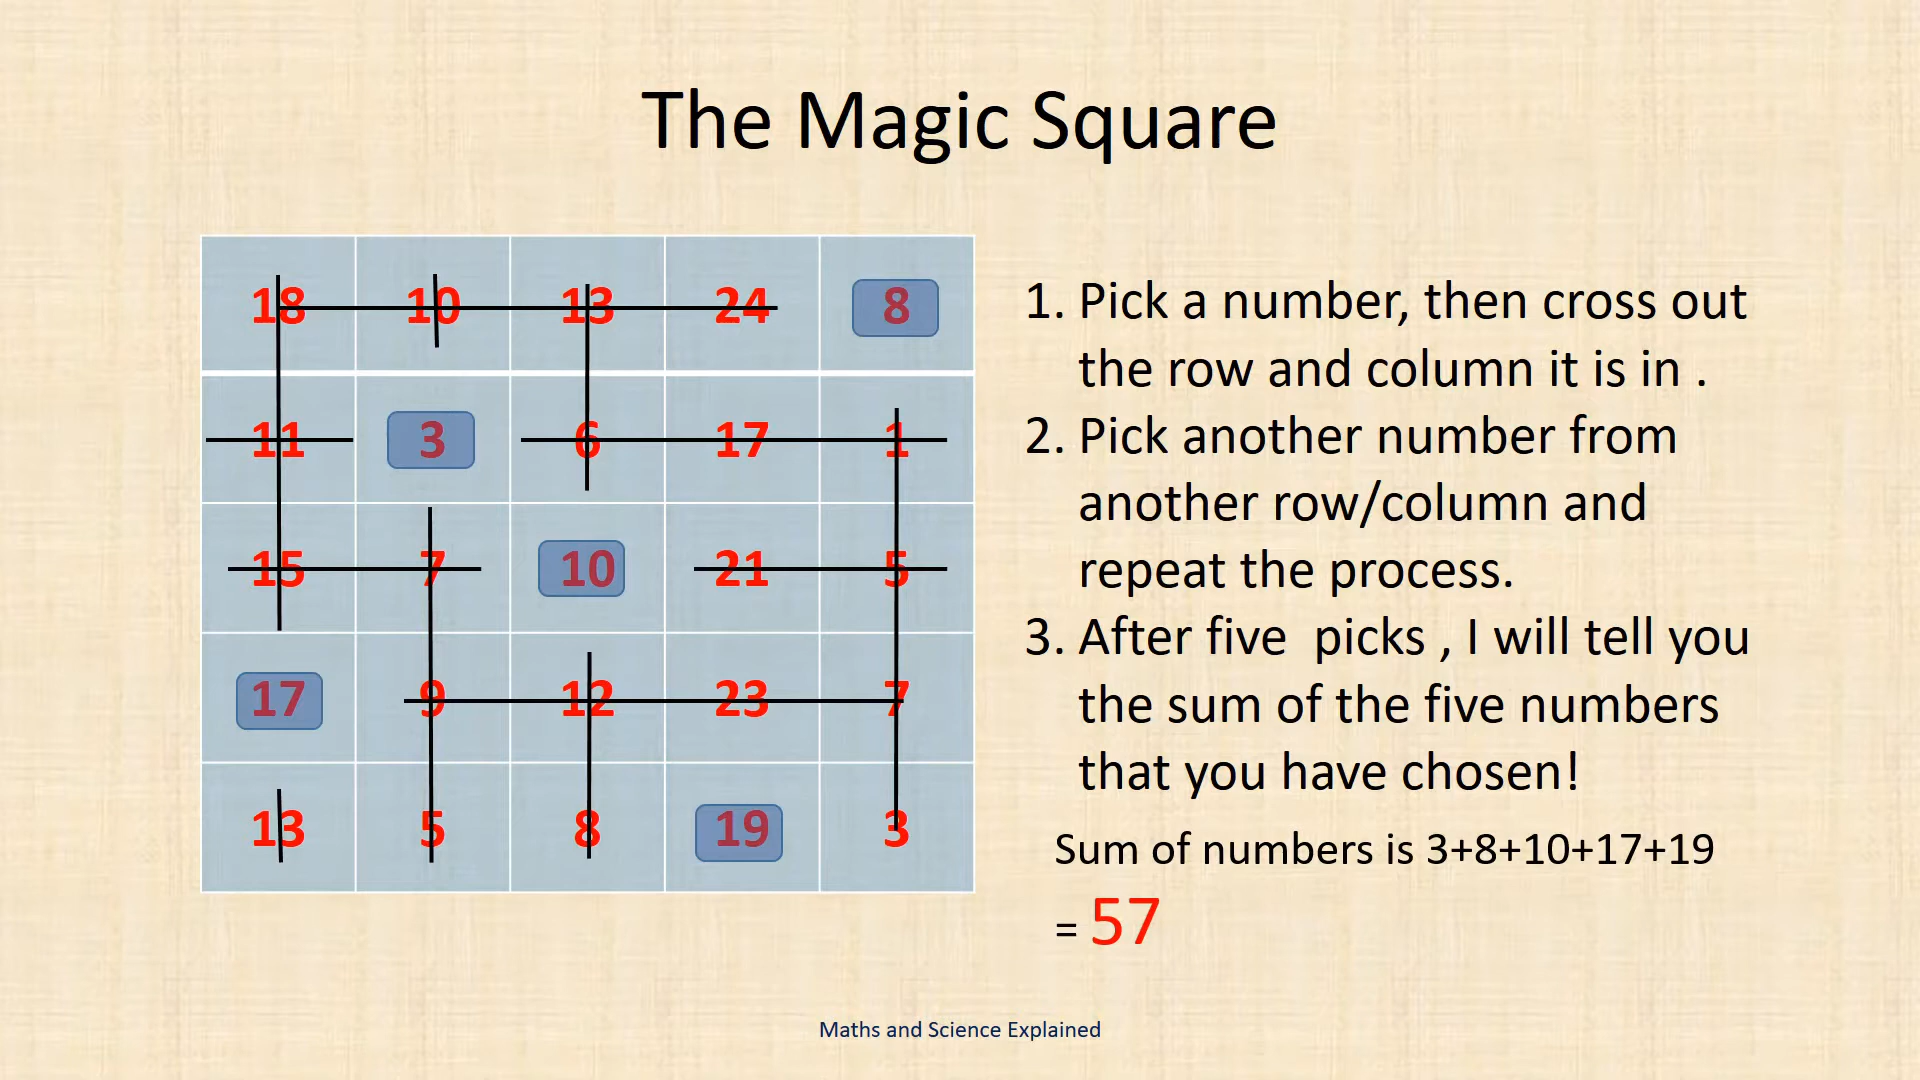 The Magic Square
18 10 13 24 8
11 3 6 17 1
15 7 10 21 5
17 9 12 23 7
13 5 8 19 3
1. Pick a number, then cross out
the row and column it is in .
2. Pick another number from
another row/column and
repeat the process.
3. After five  picks , I will tell you
the sum of the five numbers
that you have chosen!
Sum of numbers is 3+8+10+17+19
= 57
Maths and Science Explained